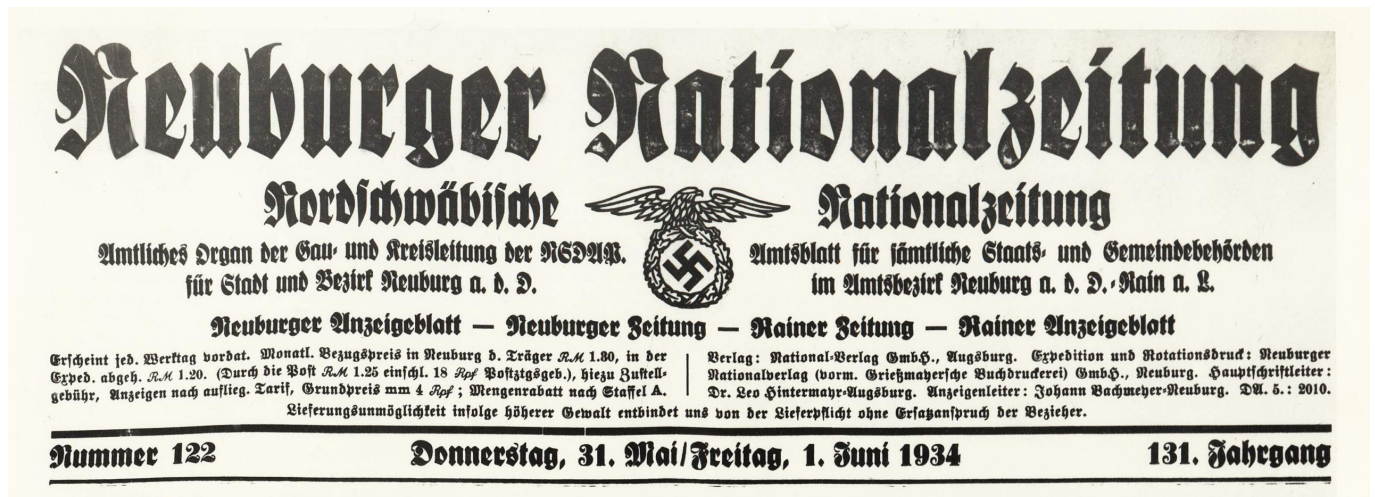 Neuburger Nationalzeitung
Nordschwäbische Nationalzeitung
Amtliches Organ der Gau- und Kreisleitung der NSDAP.
für Stadt und Bezirk Neuburg a. d. D.
Amtsblatt für sämtliche Staats- und Gemeindebehörden
im Amtsbezirk Neuburg a. d. D.-Rain a. L.
Neuburger Anzeigeblatt — Neuburger Zeitung — Rainer Zeitung — Rainer Anzeigeblatt
Erscheint jed. Werktag vordat. Monatl. Bezugspreis in Neuburg d. Träger RM 1.30, in der
Exped. abgeh. RM 1.20. (Durch die Post RM 1.25 einschl. 18 Rpf Postztgsgeb.), hiezu Zustell-
gebühr, Anzeigen nach auflieg. Tarif, Grundpreis mm 4 Rpf; Mengenrabatt nach Staffel A.
Verlag: National-Verlag GmbH., Augsburg. Expedition und Rotationsdruck: Neuburger
Nationalverlag (vorm. Grießmayersche Buchdruckerei) GmbH., Neuburg. Hauptschriftleiter:
Dr. Leo Hintermayr-Augsburg. Anzeigenleiter: Johann Bachmeyer-Neuburg. DA. 5.: 2010.
Lieferungsunmöglichkeit infolge höherer Gewalt entbindet uns von der Lieferpflicht ohne Ersatzanspruch der Bezieher.
Nummer 122 Donnerstag, 31. Mai/Freitag, 1. Juni 1934 131. Jahrgang